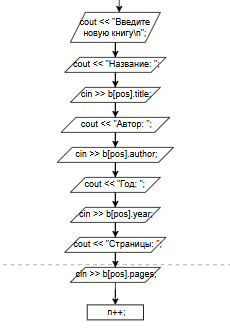 cout << "Введите
новую книгу\n";
cout << "Название: ";
cin >> b[pos].title;
cout << "Автор: ";
cin >> b[pos].author;
cout << "Год: ";
cin >> b[pos].year;
cout << "Страницы: ";
cin >> b[pos].pages;
n++;